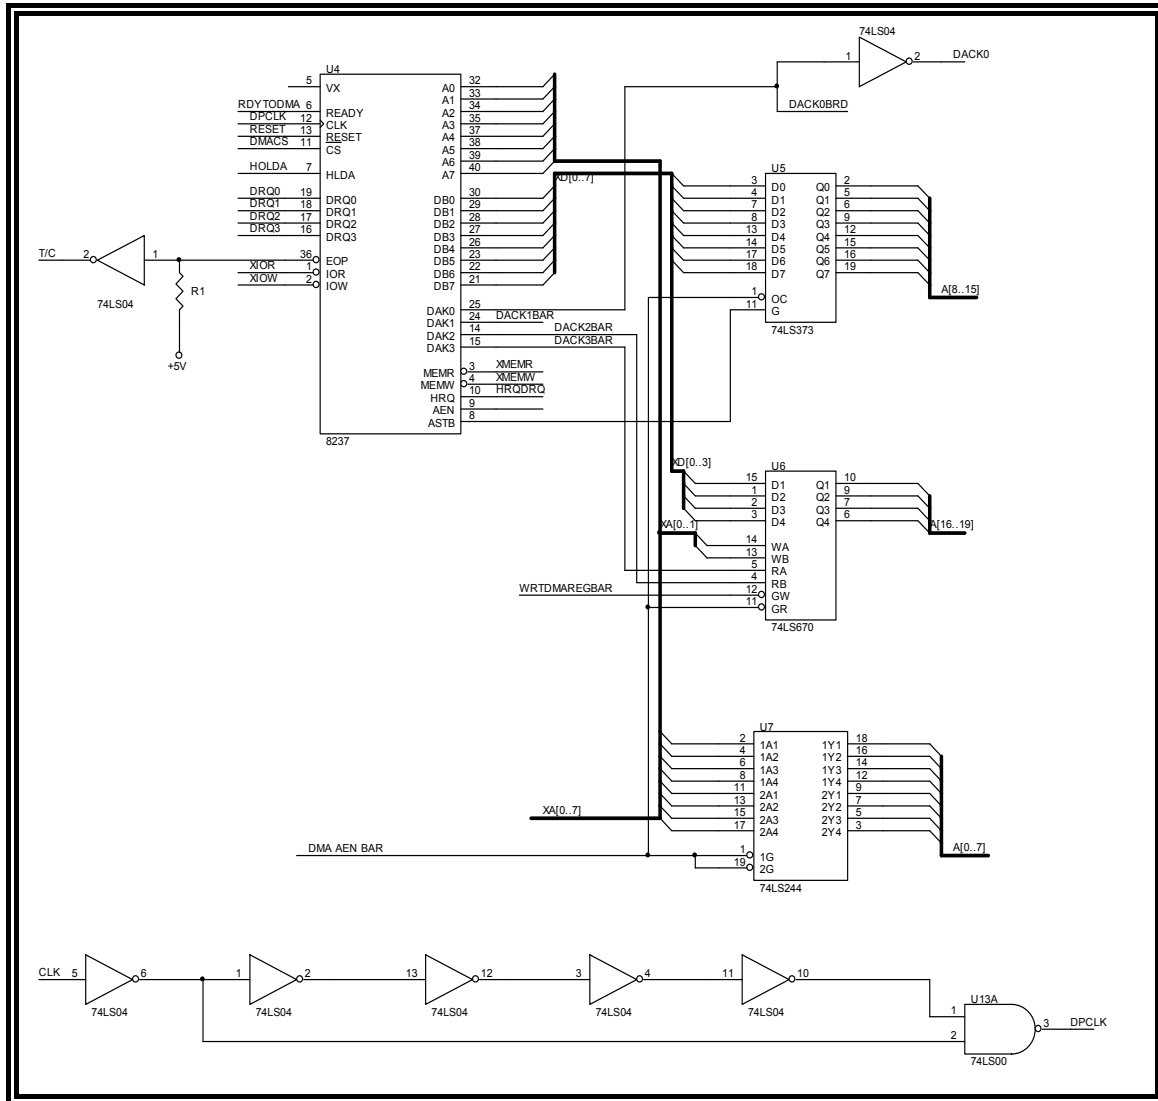 74LS04
1 2 DACK0
DACK0BRD
U4
5 VX A0 32
A1 33
RDYTODMA 6 READY A2 34
DPCLK 12 CLK A3 35
RESET 13 RESET A4 37
DMACS 11 CS A5 38
A6 39
HOLDA 7 HLDA A7 40
DRQ0 19 DRQ0 DB0 30
DRQ1 18 DRQ1 DB1 29
DRQ2 17 DRQ2 DB2 28
DRQ3 16 DRQ3 DB3 27
DB4 26
EOP 36 DB5 23
XIOR 1 IOR DB6 22
XIOW 2 IOW DB7 21
DAK0 25
DAK1 24 DACK1BAR
DAK2 14 DACK2BAR
DAK3 15 DACK3BAR
MEMR 3 XMEMR
MEMW 4 XMEMW
HRQ 10 HRQDRQ
AEN 9
ASTB 8
8237
T/C 2 1
74LS04
R1
+5V
XD[0..7]
U5
3 D0 Q0 2
4 D1 Q1 5
7 D2 Q2 6
8 D3 Q3 9
13 D4 Q4 12
14 D5 Q5 15
17 D6 Q6 16
18 D7 Q7 19
A[8..15]
1 OC
11 G
74LS373
XD[0..3]
U6
15 D1 Q1 10
1 D2 Q2 9
2 D3 Q3 7
3 D4 Q4 6
A[16..19]
XA[0..1]
14 WA
13 WB
5 RA
4 RB
WRTDMAREGBAR 12 GW
11 GR
74LS670
U7
2 1A1 1Y1 18
4 1A2 1Y2 16
6 1A3 1Y3 14
8 1A4 1Y4 12
11 2A1 2Y1 9
13 2A2 2Y2 7
15 2A3 2Y3 5
17 2A4 2Y4 3
XA[0..7]
A[0..7]
DMA AEN BAR
1 1G
19 2G
74LS244
CLK 5 6
74LS04
1 2
74LS04
13 12
74LS04
3 4
74LS04
11 10
74LS04
U13A
1
2
3 DPCLK
74LS00